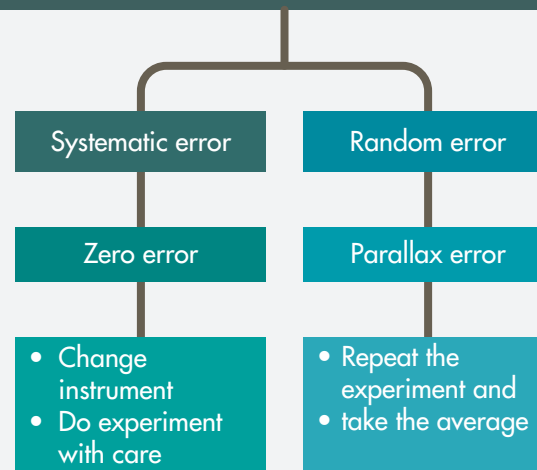 Systematic error
Random error
Zero error
Parallax error
• Change
instrument
• Do experiment
with care
• Repeat the
experiment and
• take the average